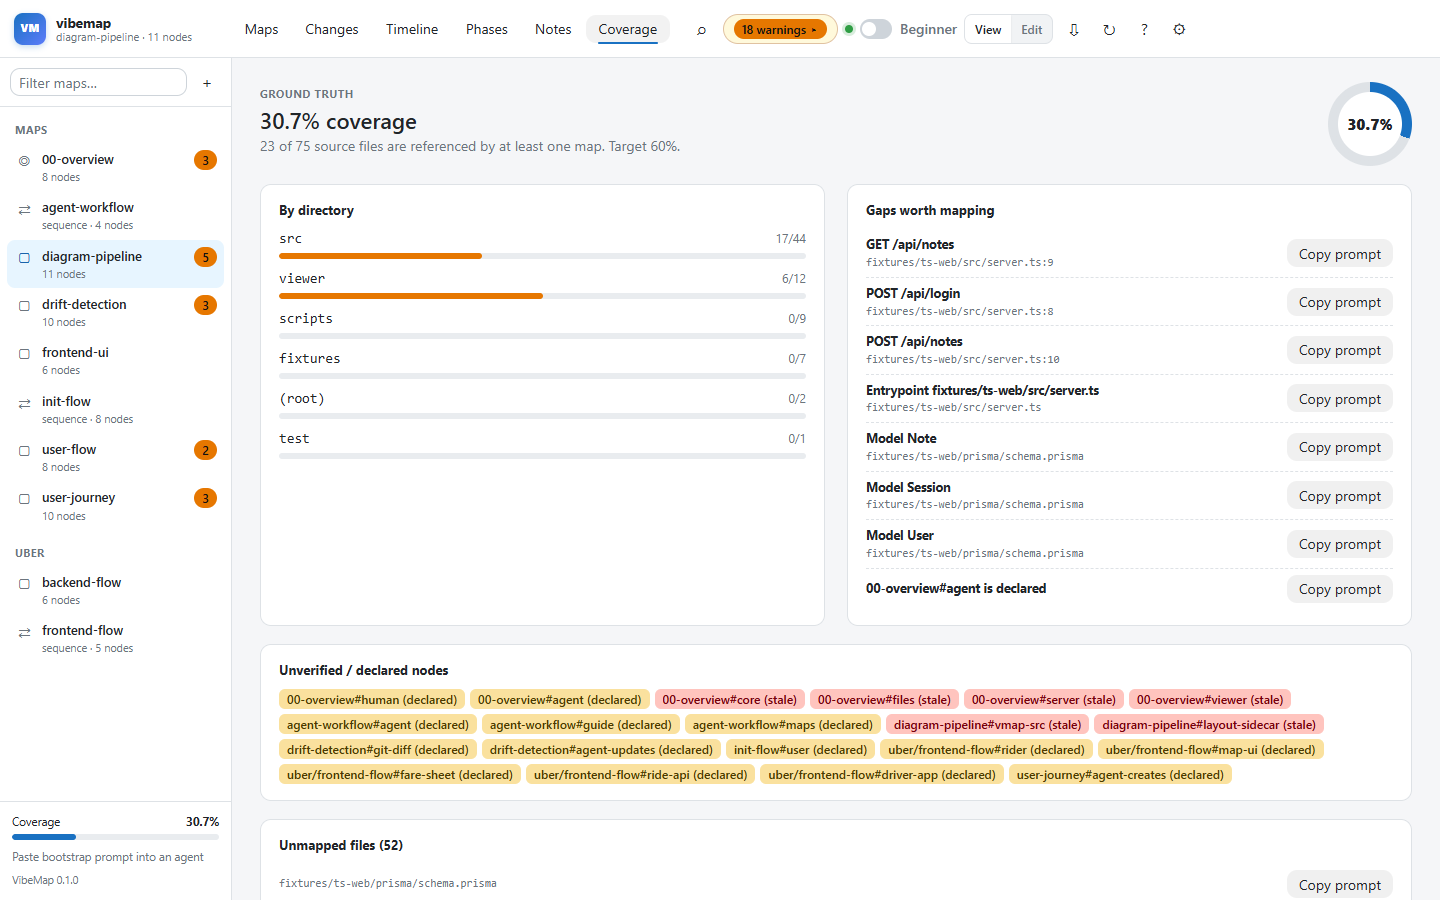 VM
vibemap
diagram-pipeline · 11 nodes
Maps
Changes
Timeline
Phases
Notes
Coverage
18 warnings
Beginner
View
Edit
?
Filter maps...
+
MAPS
00-overview
3
8 nodes
agent-workflow
sequence · 4 nodes
diagram-pipeline
5
11 nodes
drift-detection
3
10 nodes
frontend-ui
6 nodes
init-flow
sequence · 8 nodes
user-flow
2
8 nodes
user-journey
3
10 nodes
UBER
backend-flow
6 nodes
frontend-flow
sequence · 5 nodes
Coverage 30.7%
Paste bootstrap prompt into an agent
VibeMap 0.1.0
GROUND TRUTH
30.7% coverage
23 of 75 source files are referenced by at least one map. Target 60%.
30.7%
By directory
src 17/44
viewer 6/12
scripts 0/9
fixtures 0/7
(root) 0/2
test 0/1
Gaps worth mapping
GET /api/notes
fixtures/ts-web/src/server.ts:9
Copy prompt
POST /api/login
fixtures/ts-web/src/server.ts:8
Copy prompt
POST /api/notes
fixtures/ts-web/src/server.ts:10
Copy prompt
Entrypoint fixtures/ts-web/src/server.ts
fixtures/ts-web/src/server.ts
Copy prompt
Model Note
fixtures/ts-web/prisma/schema.prisma
Copy prompt
Model Session
fixtures/ts-web/prisma/schema.prisma
Copy prompt
Model User
fixtures/ts-web/prisma/schema.prisma
Copy prompt
00-overview#agent is declared
Copy prompt
Unverified / declared nodes
00-overview#human (declared) 00-overview#agent (declared) 00-overview#core (stale) 00-overview#files (stale) 00-overview#server (stale) 00-overview#viewer (stale)
agent-workflow#agent (declared) agent-workflow#guide (declared) agent-workflow#maps (declared) diagram-pipeline#vmap-src (stale) diagram-pipeline#layout-sidecar (stale)
drift-detection#git-diff (declared) drift-detection#agent-updates (declared) init-flow#user (declared) uber/frontend-flow#rider (declared) uber/frontend-flow#map-ui (declared)
uber/frontend-flow#fare-sheet (declared) uber/frontend-flow#ride-api (declared) uber/frontend-flow#driver-app (declared) user-journey#agent-creates (declared)
Unmapped files (52)
fixtures/ts-web/prisma/schema.prisma
Copy prompt